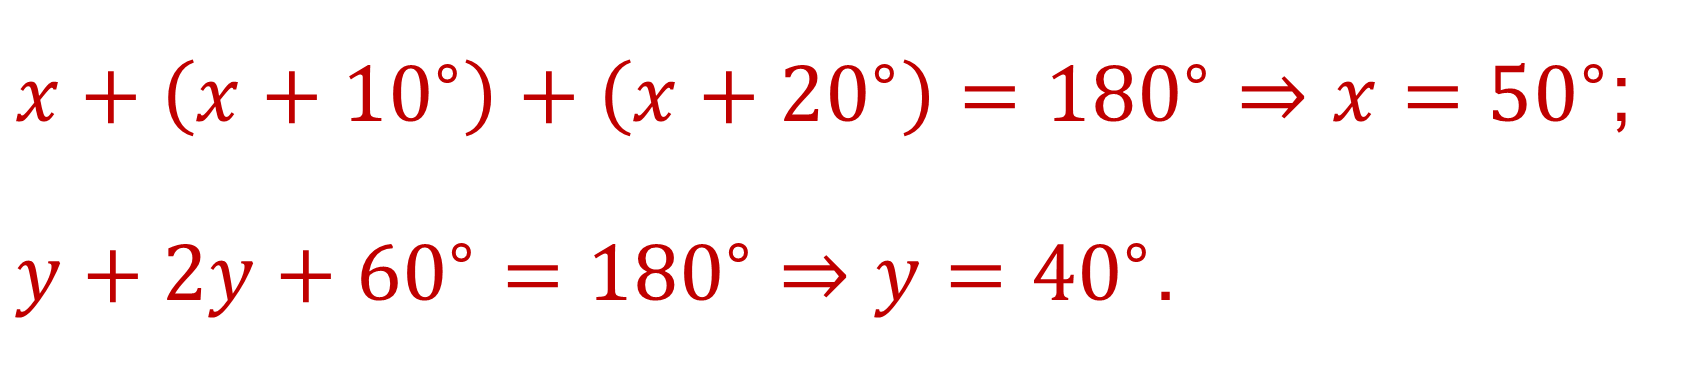 x + (x + 10°) + (x + 20°) = 180° ⇒ x = 50°;
y + 2y + 60° = 180° ⇒ y = 40°.